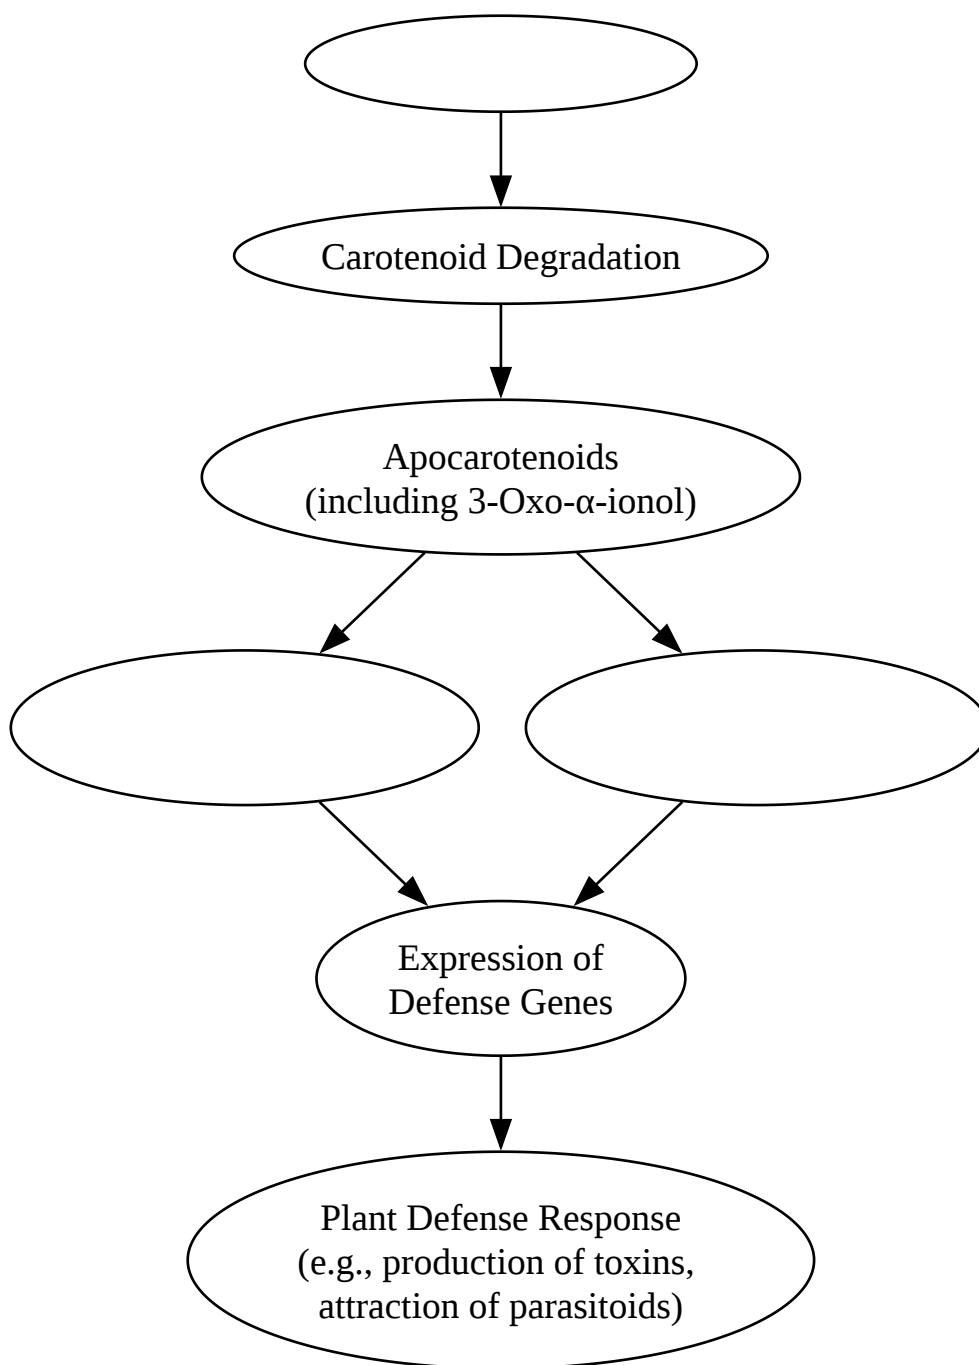 Carotenoid Degradation
Apocarotenoids
(including 3-Oxo-α-ionol)
Expression of
Defense Genes
Plant Defense Response
(e.g., production of toxins,
attraction of parasitoids)